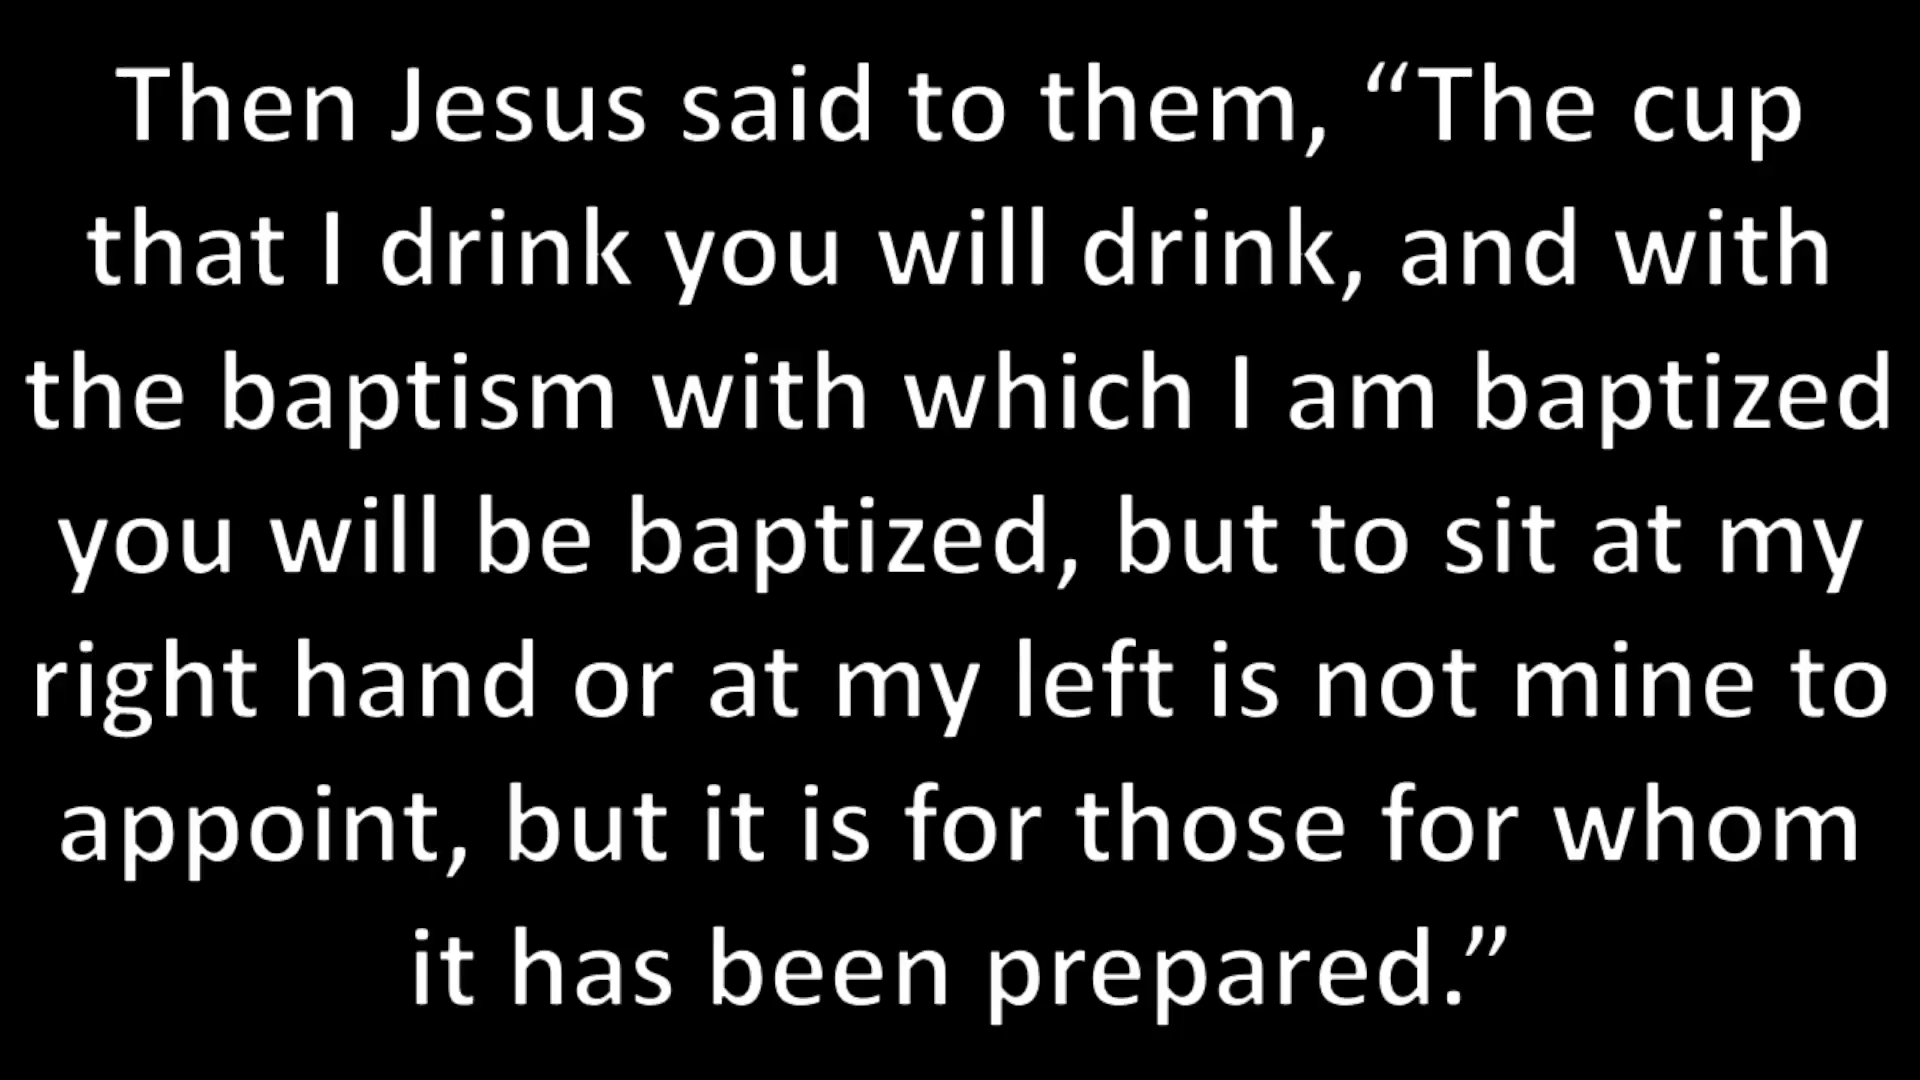 Then Jesus said to them, “The cup
that I drink you will drink, and with
the baptism with which I am baptized
you will be baptized, but to sit at my
right hand or at my left is not mine to
appoint, but it is for those for whom
it has been prepared.”